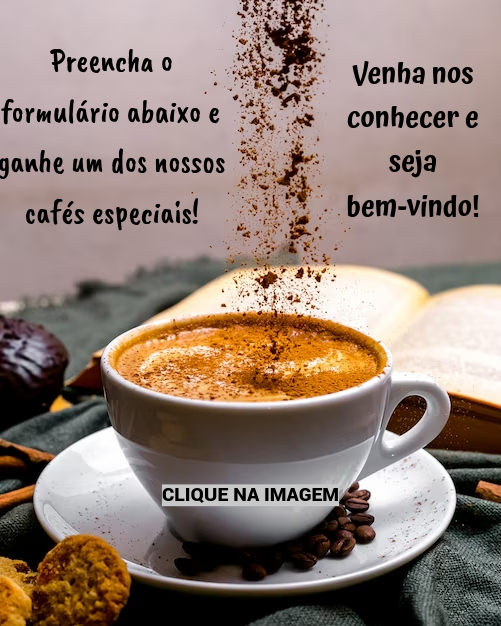 Preencha o
formulário abaixo e
ganhe um dos nossos
cafés especiais!
Venha nos
conhecer e
seja
bem-vindo!
CLIQUE NA IMAGEM